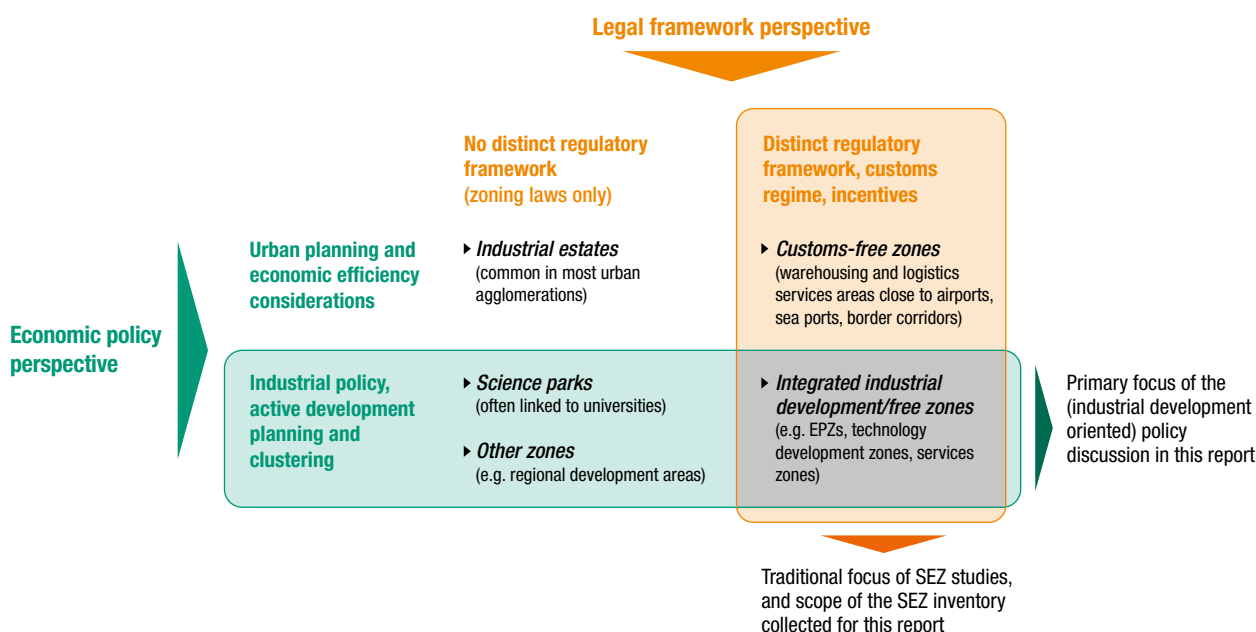 Legal framework perspective
No distinct regulatory
framework
(zoning laws only)
Distinct regulatory
framework, customs
regime, incentives
Economic policy
perspective
Urban planning and
economic efficiency
considerations
Industrial estates
(common in most urban
agglomerations)
Customs-free zones
(warehousing and logistics
services areas close to airports,
sea ports, border corridors)
Industrial policy,
active development
planning and
clustering
Science parks
(often linked to universities)
Other zones
(e.g. regional development areas)
Integrated industrial
development/free zones
(e.g. EPZs, technology
development zones, services
zones)
Primary focus of the
(industrial development
oriented) policy
discussion in this report
Traditional focus of SEZ studies,
and scope of the SEZ inventory
collected for this report